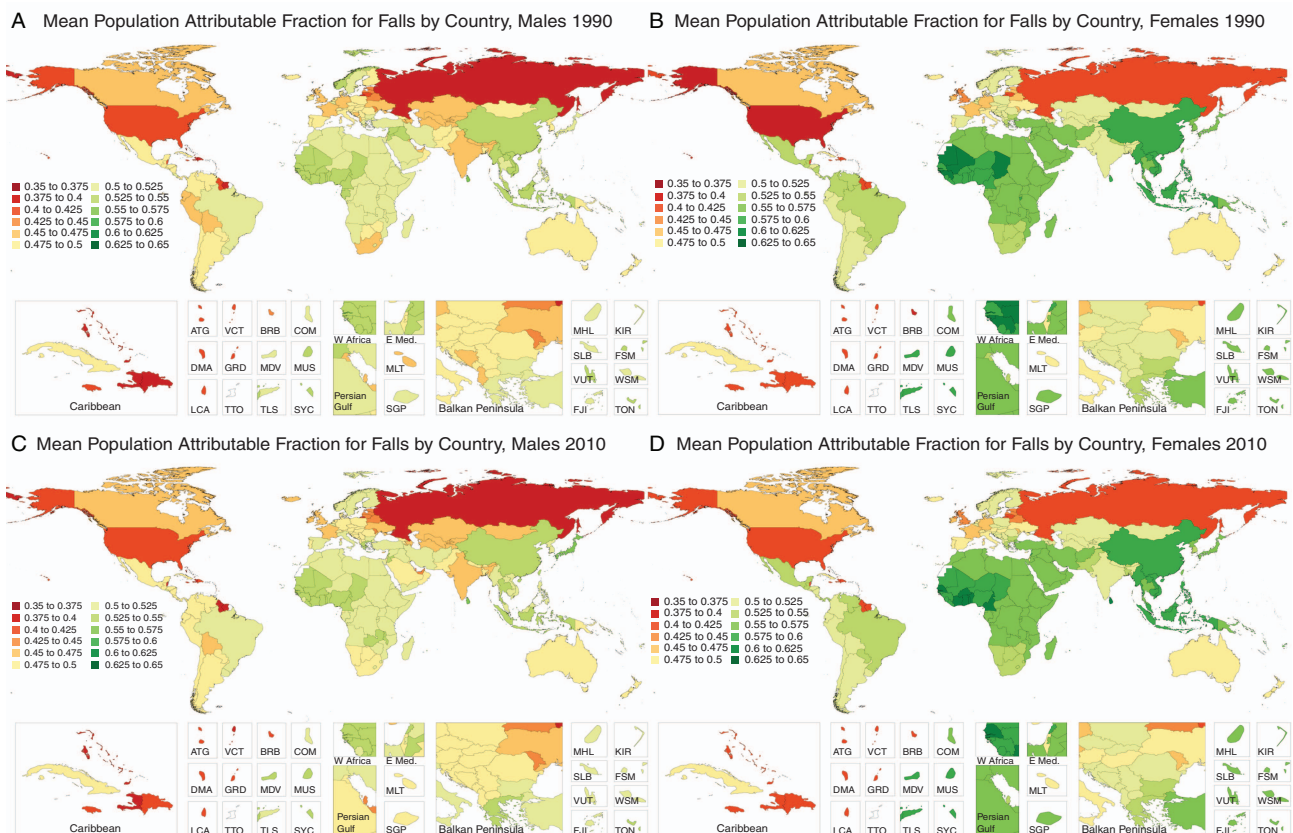 A Mean Population Attributable Fraction for Falls by Country, Males 1990
0.35 to 0.375 0.5 to 0.525
0.375 to 0.4 0.525 to 0.55
0.4 to 0.425 0.55 to 0.575
0.425 to 0.45 0.575 to 0.6
0.45 to 0.475 0.6 to 0.625
0.475 to 0.5 0.625 to 0.65
Caribbean
ATG VCT BRB COM
DMA GRD MDV MUS
LCA TTO TLS SYC
W Africa E Med.
Persian
Gulf
MLT
SGP
Balkan Peninsula
MHL KIR
SLB FSM
VUT WSM
FJI TON
B Mean Population Attributable Fraction for Falls by Country, Females 1990
0.35 to 0.375 0.5 to 0.525
0.375 to 0.4 0.525 to 0.55
0.4 to 0.425 0.55 to 0.575
0.425 to 0.45 0.575 to 0.6
0.45 to 0.475 0.6 to 0.625
0.475 to 0.5 0.625 to 0.65
Caribbean
ATG VCT BRB COM
DMA GRD MDV MUS
LCA TTO TLS SYC
W Africa E Med.
Persian
Gulf
MLT
SGP
Balkan Peninsula
MHL KIR
SLB FSM
VUT WSM
FJI TON
C Mean Population Attributable Fraction for Falls by Country, Males 2010
0.35 to 0.375 0.5 to 0.525
0.375 to 0.4 0.525 to 0.55
0.4 to 0.425 0.55 to 0.575
0.425 to 0.45 0.575 to 0.6
0.45 to 0.475 0.6 to 0.625
0.475 to 0.5 0.625 to 0.65
Caribbean
ATG VCT BRB COM
DMA GRD MDV MUS
LCA TTO TLS SYC
W Africa E Med.
Persian
Gulf
MLT
SGP
Balkan Peninsula
MHL KIR
SLB FSM
VUT WSM
FJI TON
D Mean Population Attributable Fraction for Falls by Country, Females 2010
0.35 to 0.375 0.5 to 0.525
0.375 to 0.4 0.525 to 0.55
0.4 to 0.425 0.55 to 0.575
0.425 to 0.45 0.575 to 0.6
0.45 to 0.475 0.6 to 0.625
0.475 to 0.5 0.625 to 0.65
Caribbean
ATG VCT BRB COM
DMA GRD MDV MUS
LCA TTO TLS SYC
W Africa E Med.
Persian
Gulf
MLT
SGP
Balkan Peninsula
MHL KIR
SLB FSM
VUT WSM
FJI TON